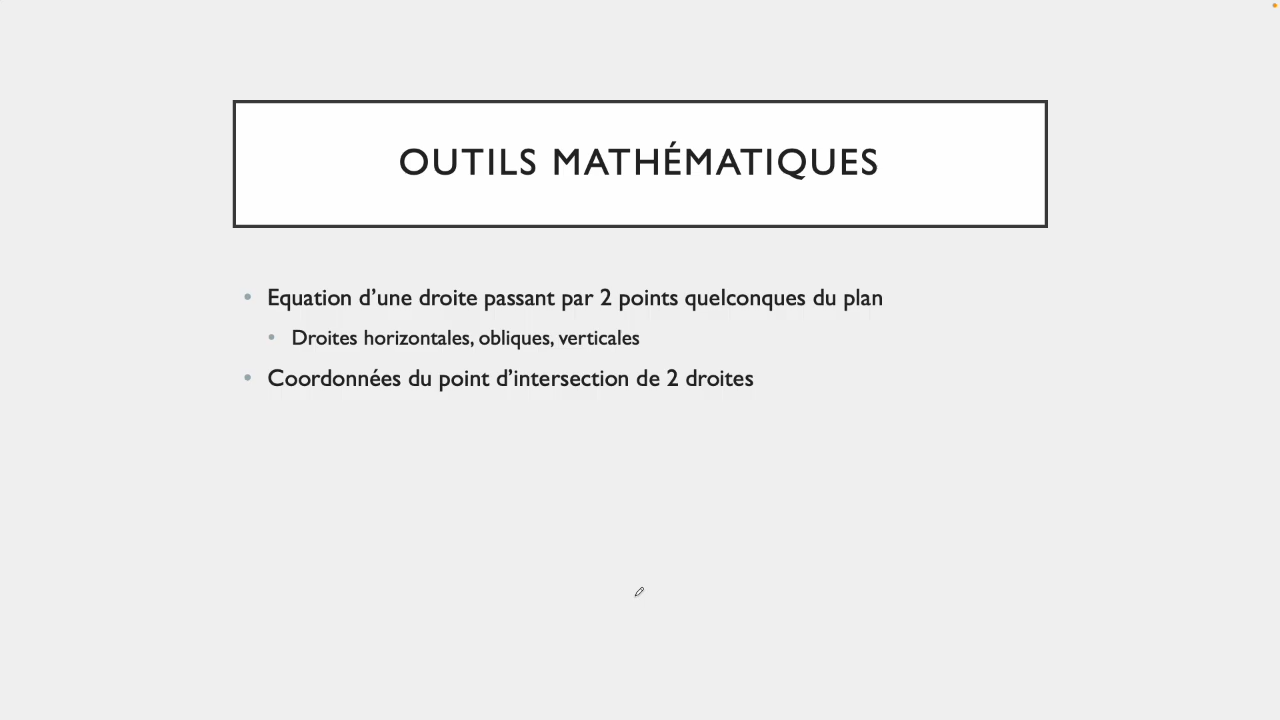 OUTILS MATHÉMATIQUES
• Equation d’une droite passant par 2 points quelconques du plan
• Droites horizontales, obliques, verticales
• Coordonnées du point d’intersection de 2 droites